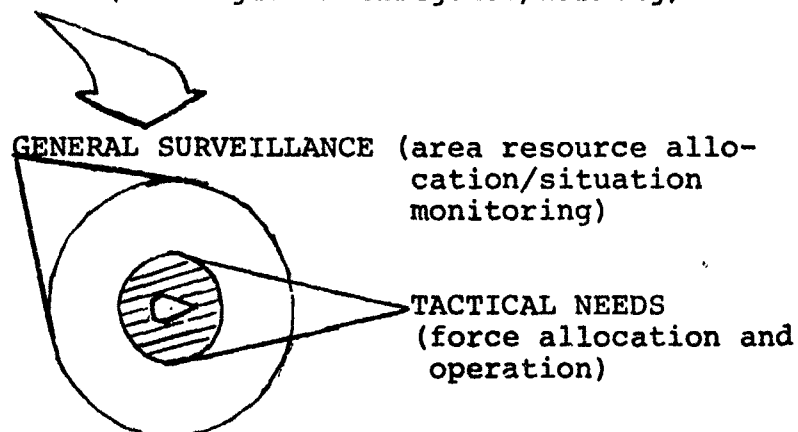 GENERAL SURVEILLANCE (area resource allo-
cation/situation
monitoring)
TACTICAL NEEDS
(force allocation and
operation)